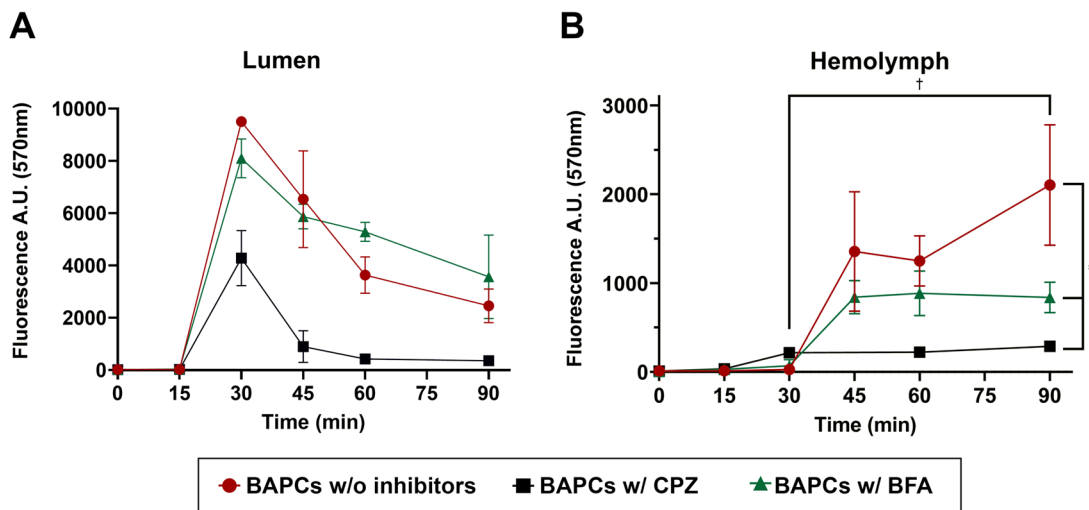 A
Lumen
Fluorescence A.U. (570nm)
10000
8000
6000
4000
2000
0
0 15 30 45 60 75 90
Time (min)
B
Hemolymph
†
Fluorescence A.U. (570nm)
3000
2000
1000
0
0 15 30 45 60 75 90
Time (min)
BAPCs w/o inhibitors BAPCs w/ CPZ BAPCs w/ BFA